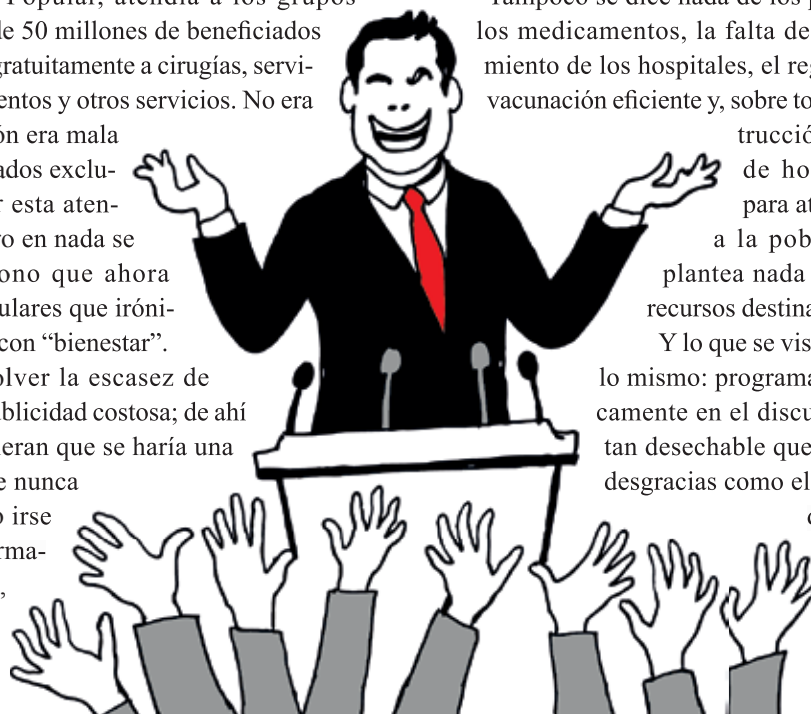 Popular, atendía a los grupos
de 50 millones de beneficiados
gratuitamente a cirugías, servi-
entos y otros servicios. No era
ón era mala
ados exclu-
r esta aten-
vo en nada se
ono que ahora
ulares que iróni-
con “bienestar”.
olver la escasez de
ublicidad costosa; de ahí
ieran que se haría una
e nunca
o irse
rma-
,
Tampoco se dice nada de los p
los medicamentos, la falta de
miento de los hospitales, el re
vacunación eficiente y, sobre to
trucció
de ho
para at
a la pob
plantea nada
recursos destina
Y lo que se vis
lo mismo: programa
camente en el discu
tan desechable que
desgracias como el